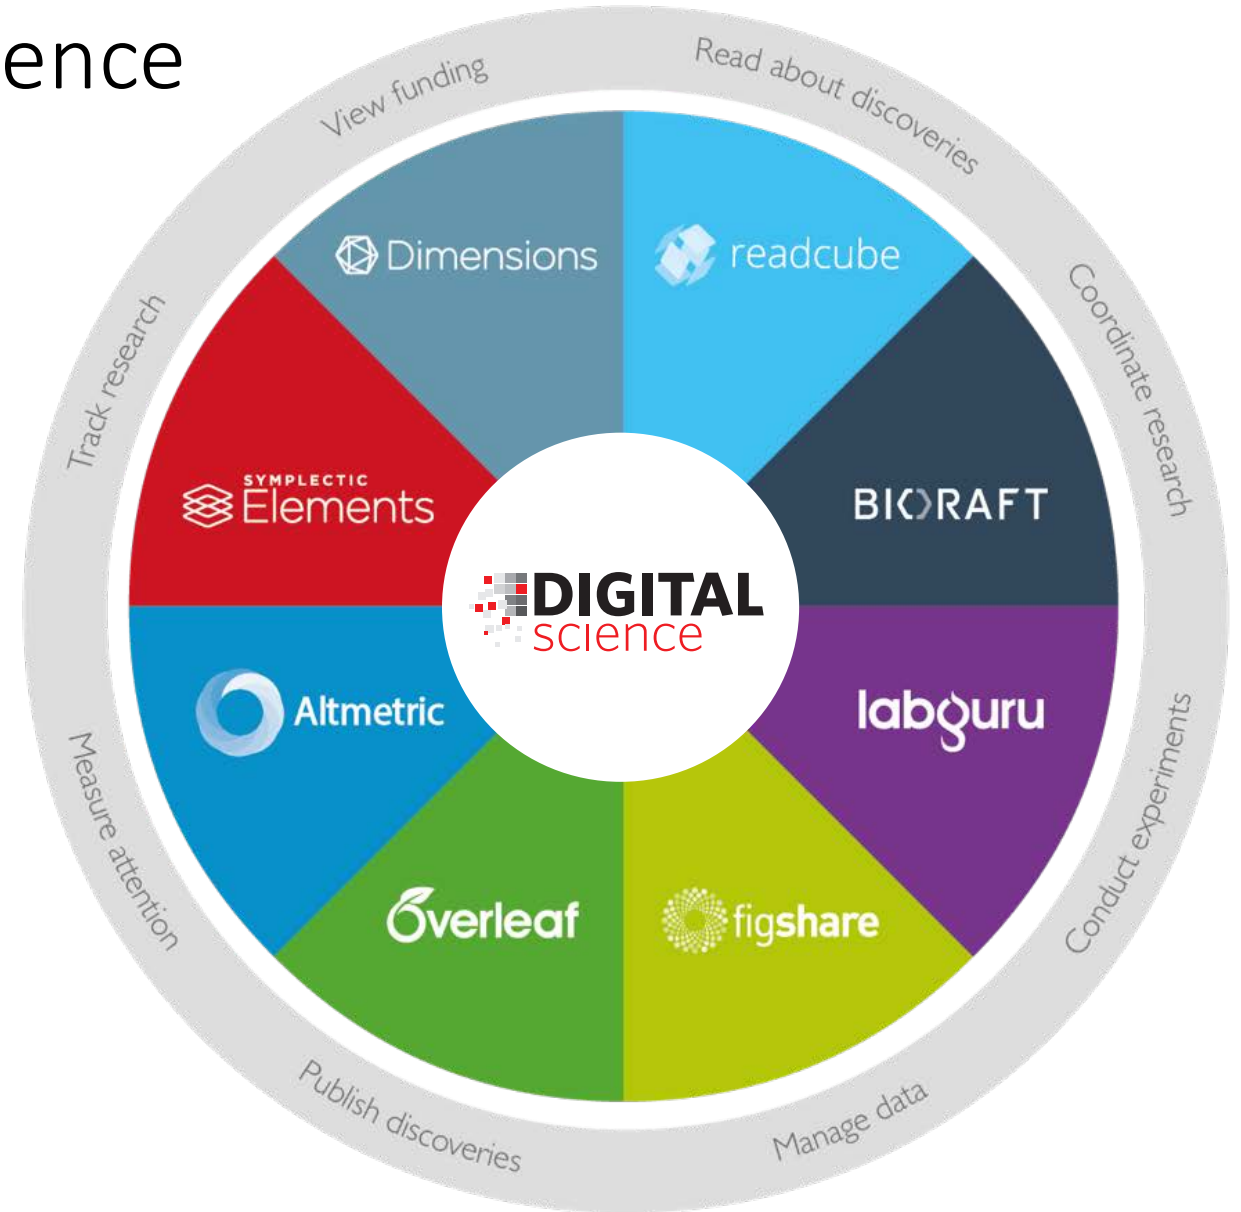 ence
View funding
Read about discoveries
Coordinate research
Conduct experiments
Manage data
Publish discoveries
Measure attention
Track research
Dimensions
readcube
BIORAFT
labguru
figshare
Overleaf
Altmetric
SYMPLECTIC
Elements
DIGITAL
science